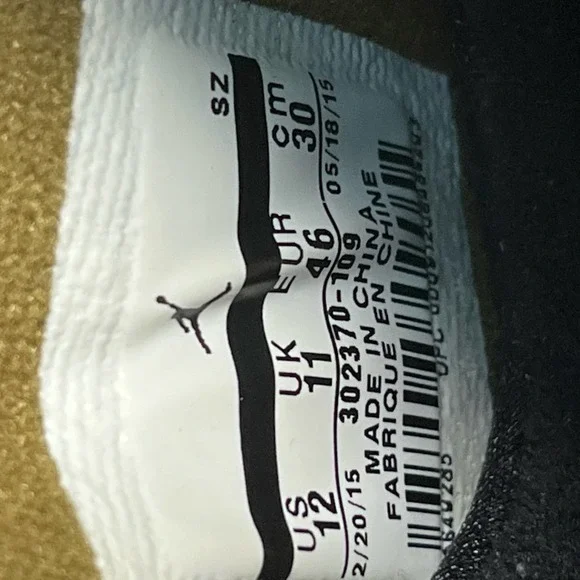 SZ
US UK EUR cm
12 11 46 30
2/20/15 05/18/15
302370-109
MADE IN CHINA
FABRIQUE EN CHINE
UPC